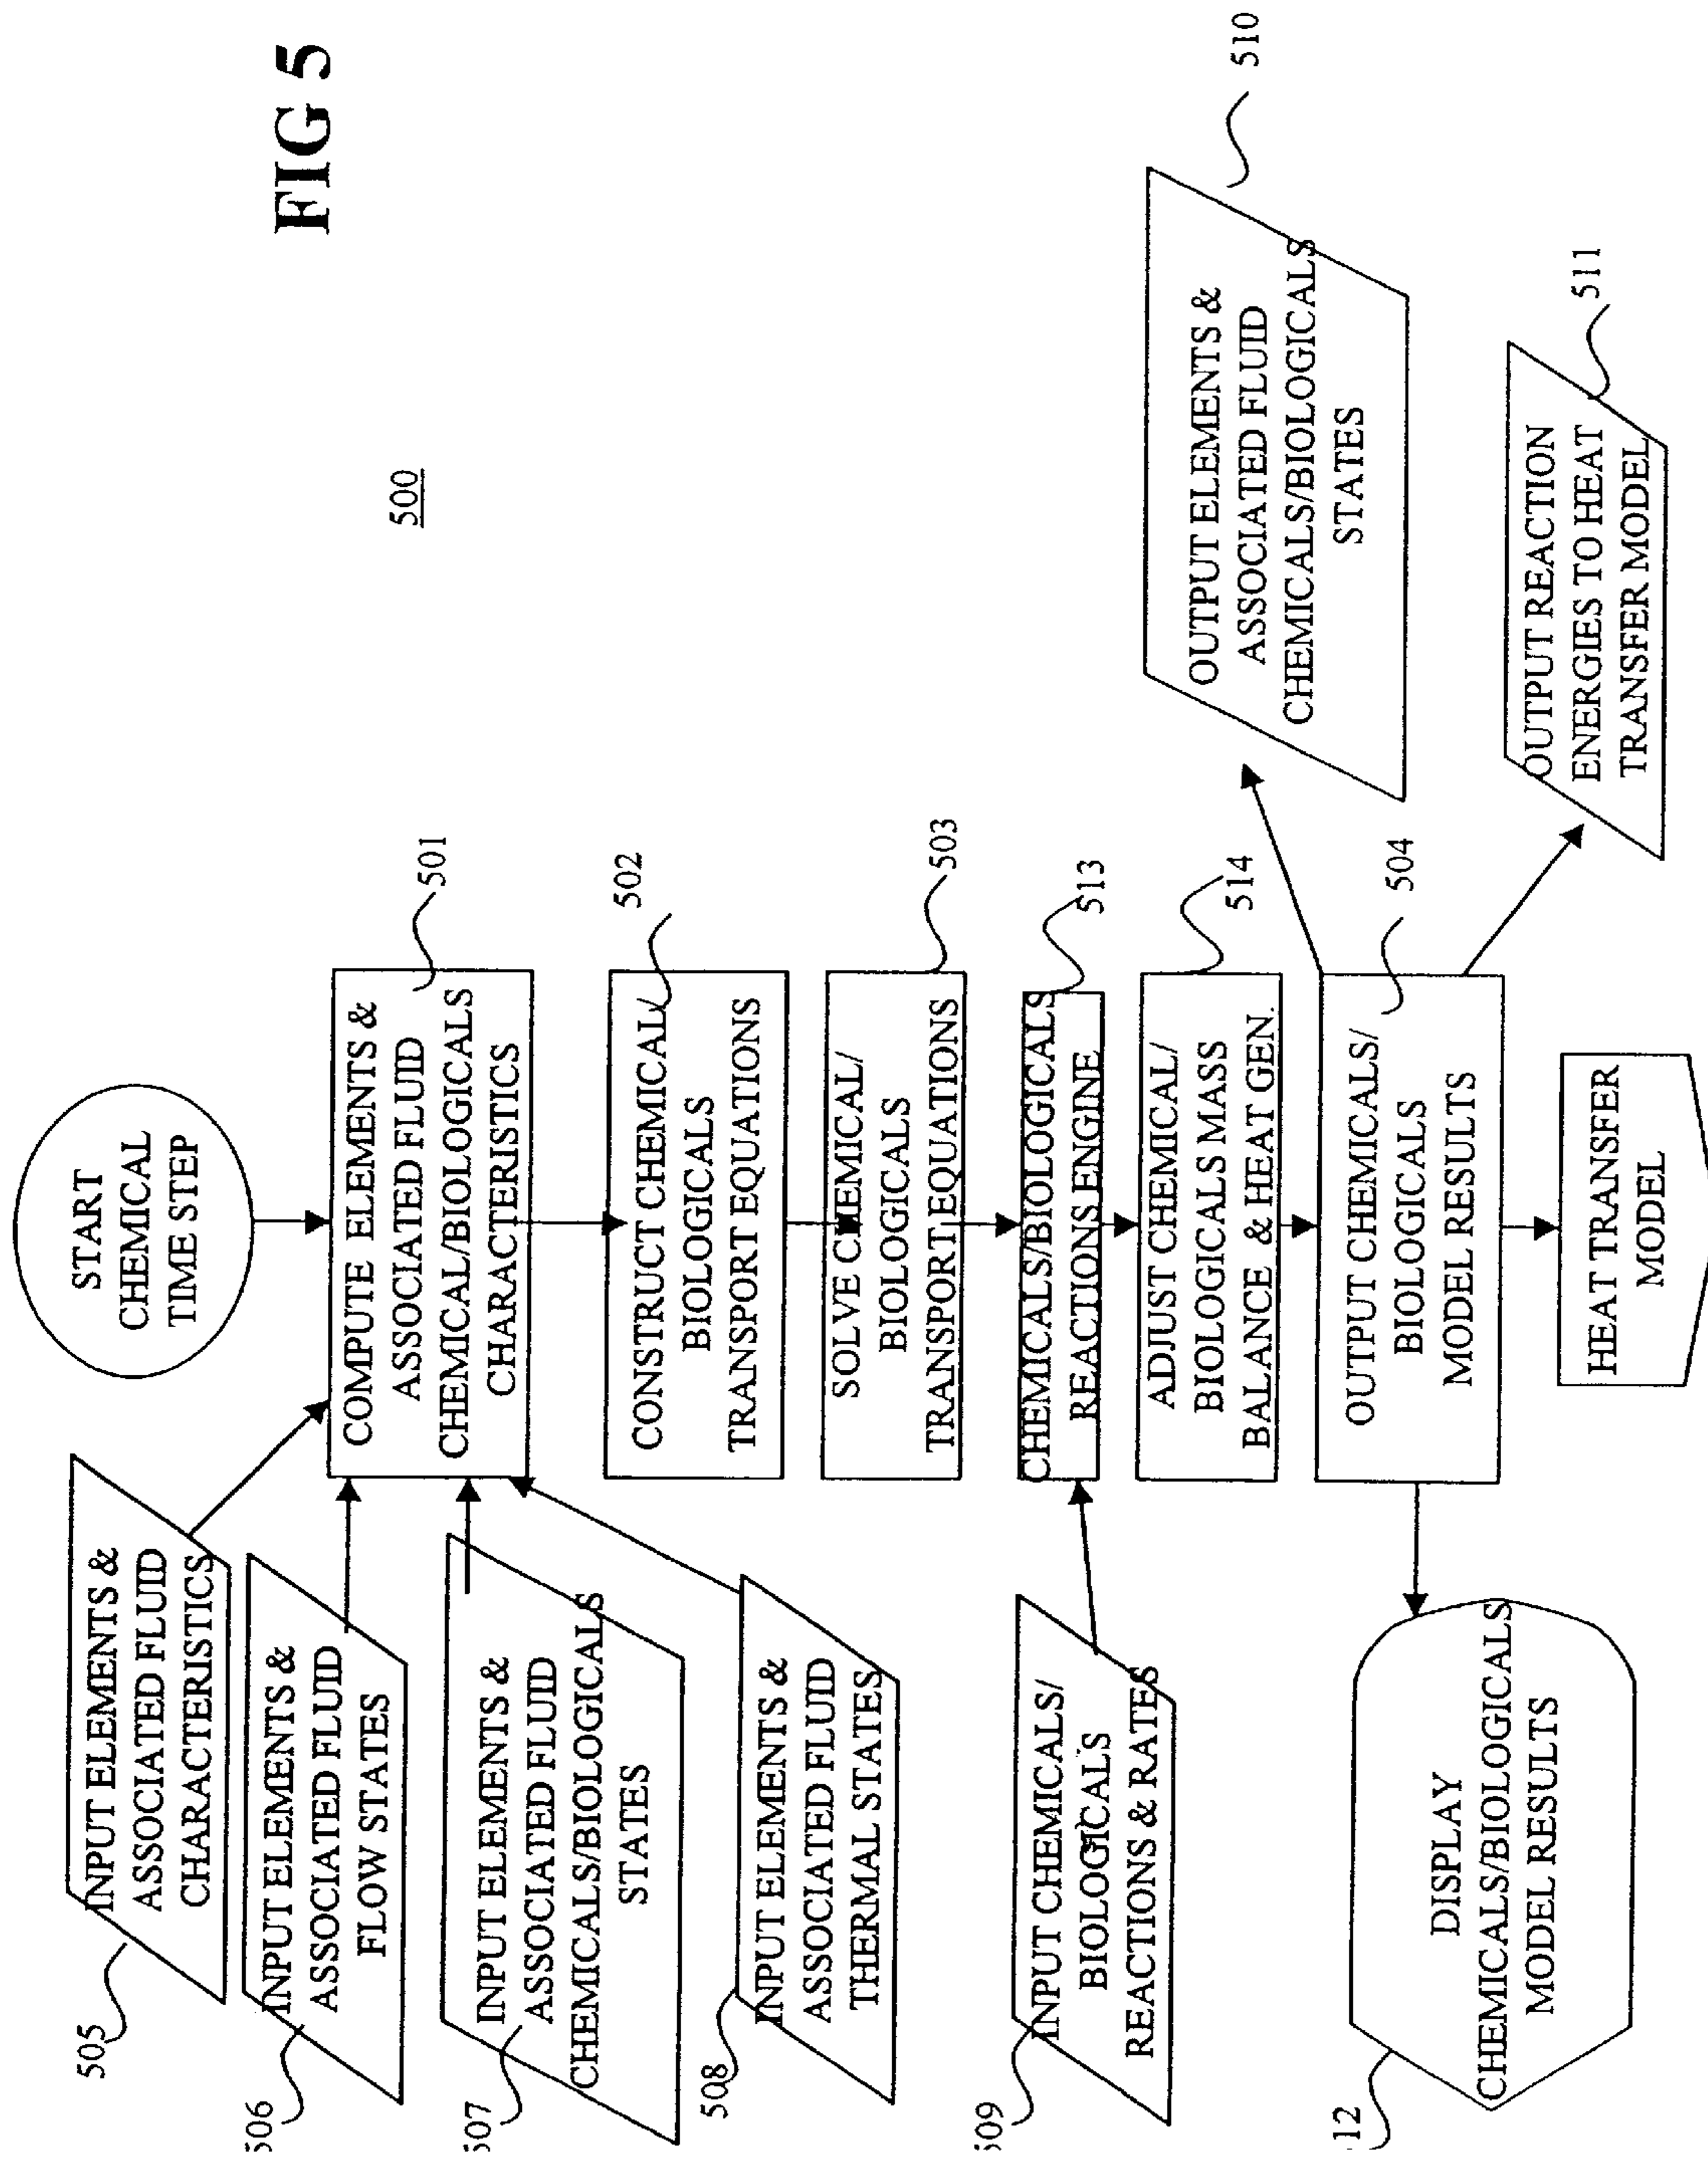 FIG 5
500
START
CHEMICAL
TIME STEP
INPUT ELEMENTS &
ASSOCIATED FLUID
CHARACTERISTICS
505
COMPUTE ELEMENTS &
ASSOCIATED FLUD
CHEMICAL/BIOLOGICALS
CHARACTERISTICS
501
INPUT ELEMENTS &
ASSOCIATED FLUID
FLOW STATES
506
INPUT ELEMENTS &
ASSOCIATED FLUID
CHEMICALS/BIOLOGICALS
STATES
507
CONSTRUCT CHEMICAL/
BIOLOGICALS
TRANSPORT EQUATIONS
502
INPUT ELEMENTS &
ASSOCIATED FLUID
THERMAL STATES
508
SOLVE CHEMICAL/
BIOLOGICALS
TRANSPORT EQUATIONS
503
INPUT CHEMICALS/
BIOLOGICALS
REACTIONS & RATES
509
CHEMICALS/BIOLOGICALS
REACTIONS ENGINE
513
ADJUST CHEMICAL/
BIOLOGICALS MASS
BALANCE & HEAT GEN.
514
OUTPUT ELEMENTS &
ASSOCIATED FLUID
CHEMICALS/BIOLOGICALS
STATES
510
OUTPUT CHEMICALS/
BIOLOGICALS
MODEL RESULTS
504
DISPLAY
CHEMICALS/BIOLOGICALS
MODEL RESULTS
12
OUTPUT REACTION
ENERGIES TO HEAT
TRANSFER MODEL
511
HEAT TRANSFER
MODEL